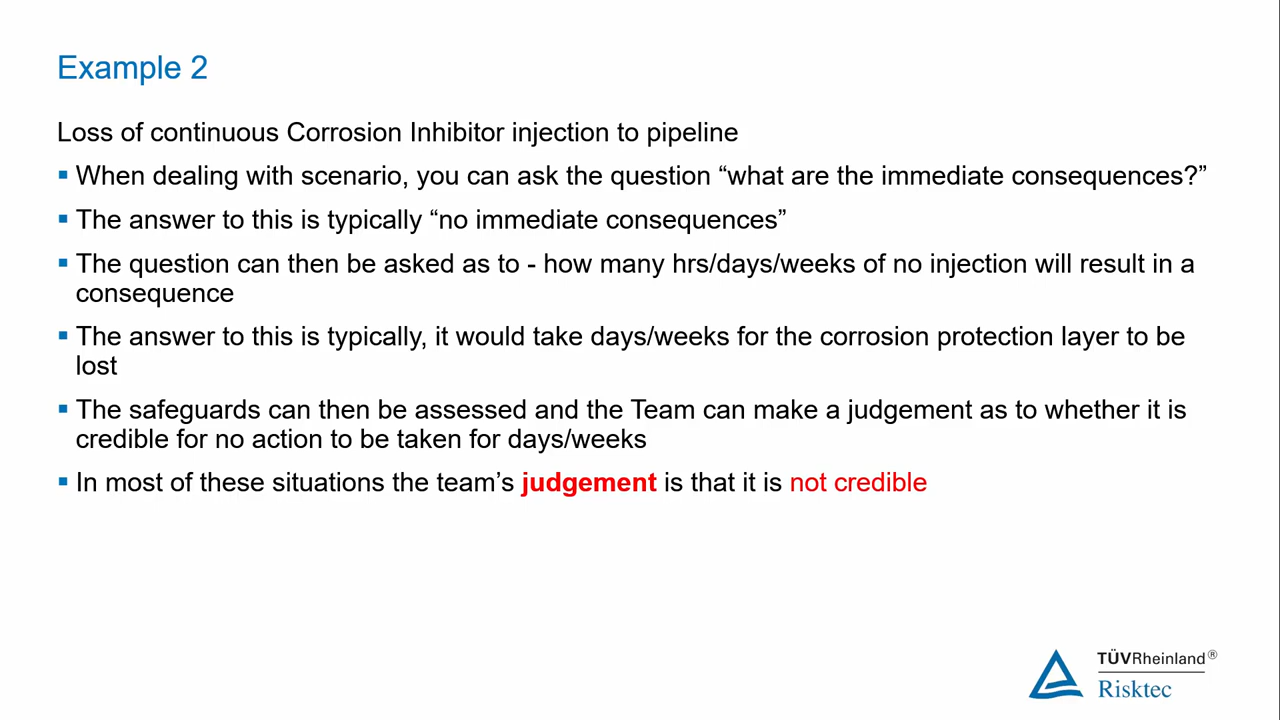 Example 2
Loss of continuous Corrosion Inhibitor injection to pipeline
▪ When dealing with scenario, you can ask the question “what are the immediate consequences?”
▪ The answer to this is typically “no immediate consequences”
▪ The question can then be asked as to - how many hrs/days/weeks of no injection will result in a
consequence
▪ The answer to this is typically, it would take days/weeks for the corrosion protection layer to be
lost
▪ The safeguards can then be assessed and the Team can make a judgement as to whether it is
credible for no action to be taken for days/weeks
▪ In most of these situations the team’s judgement is that it is not credible
TÜVRheinland®
Risktec